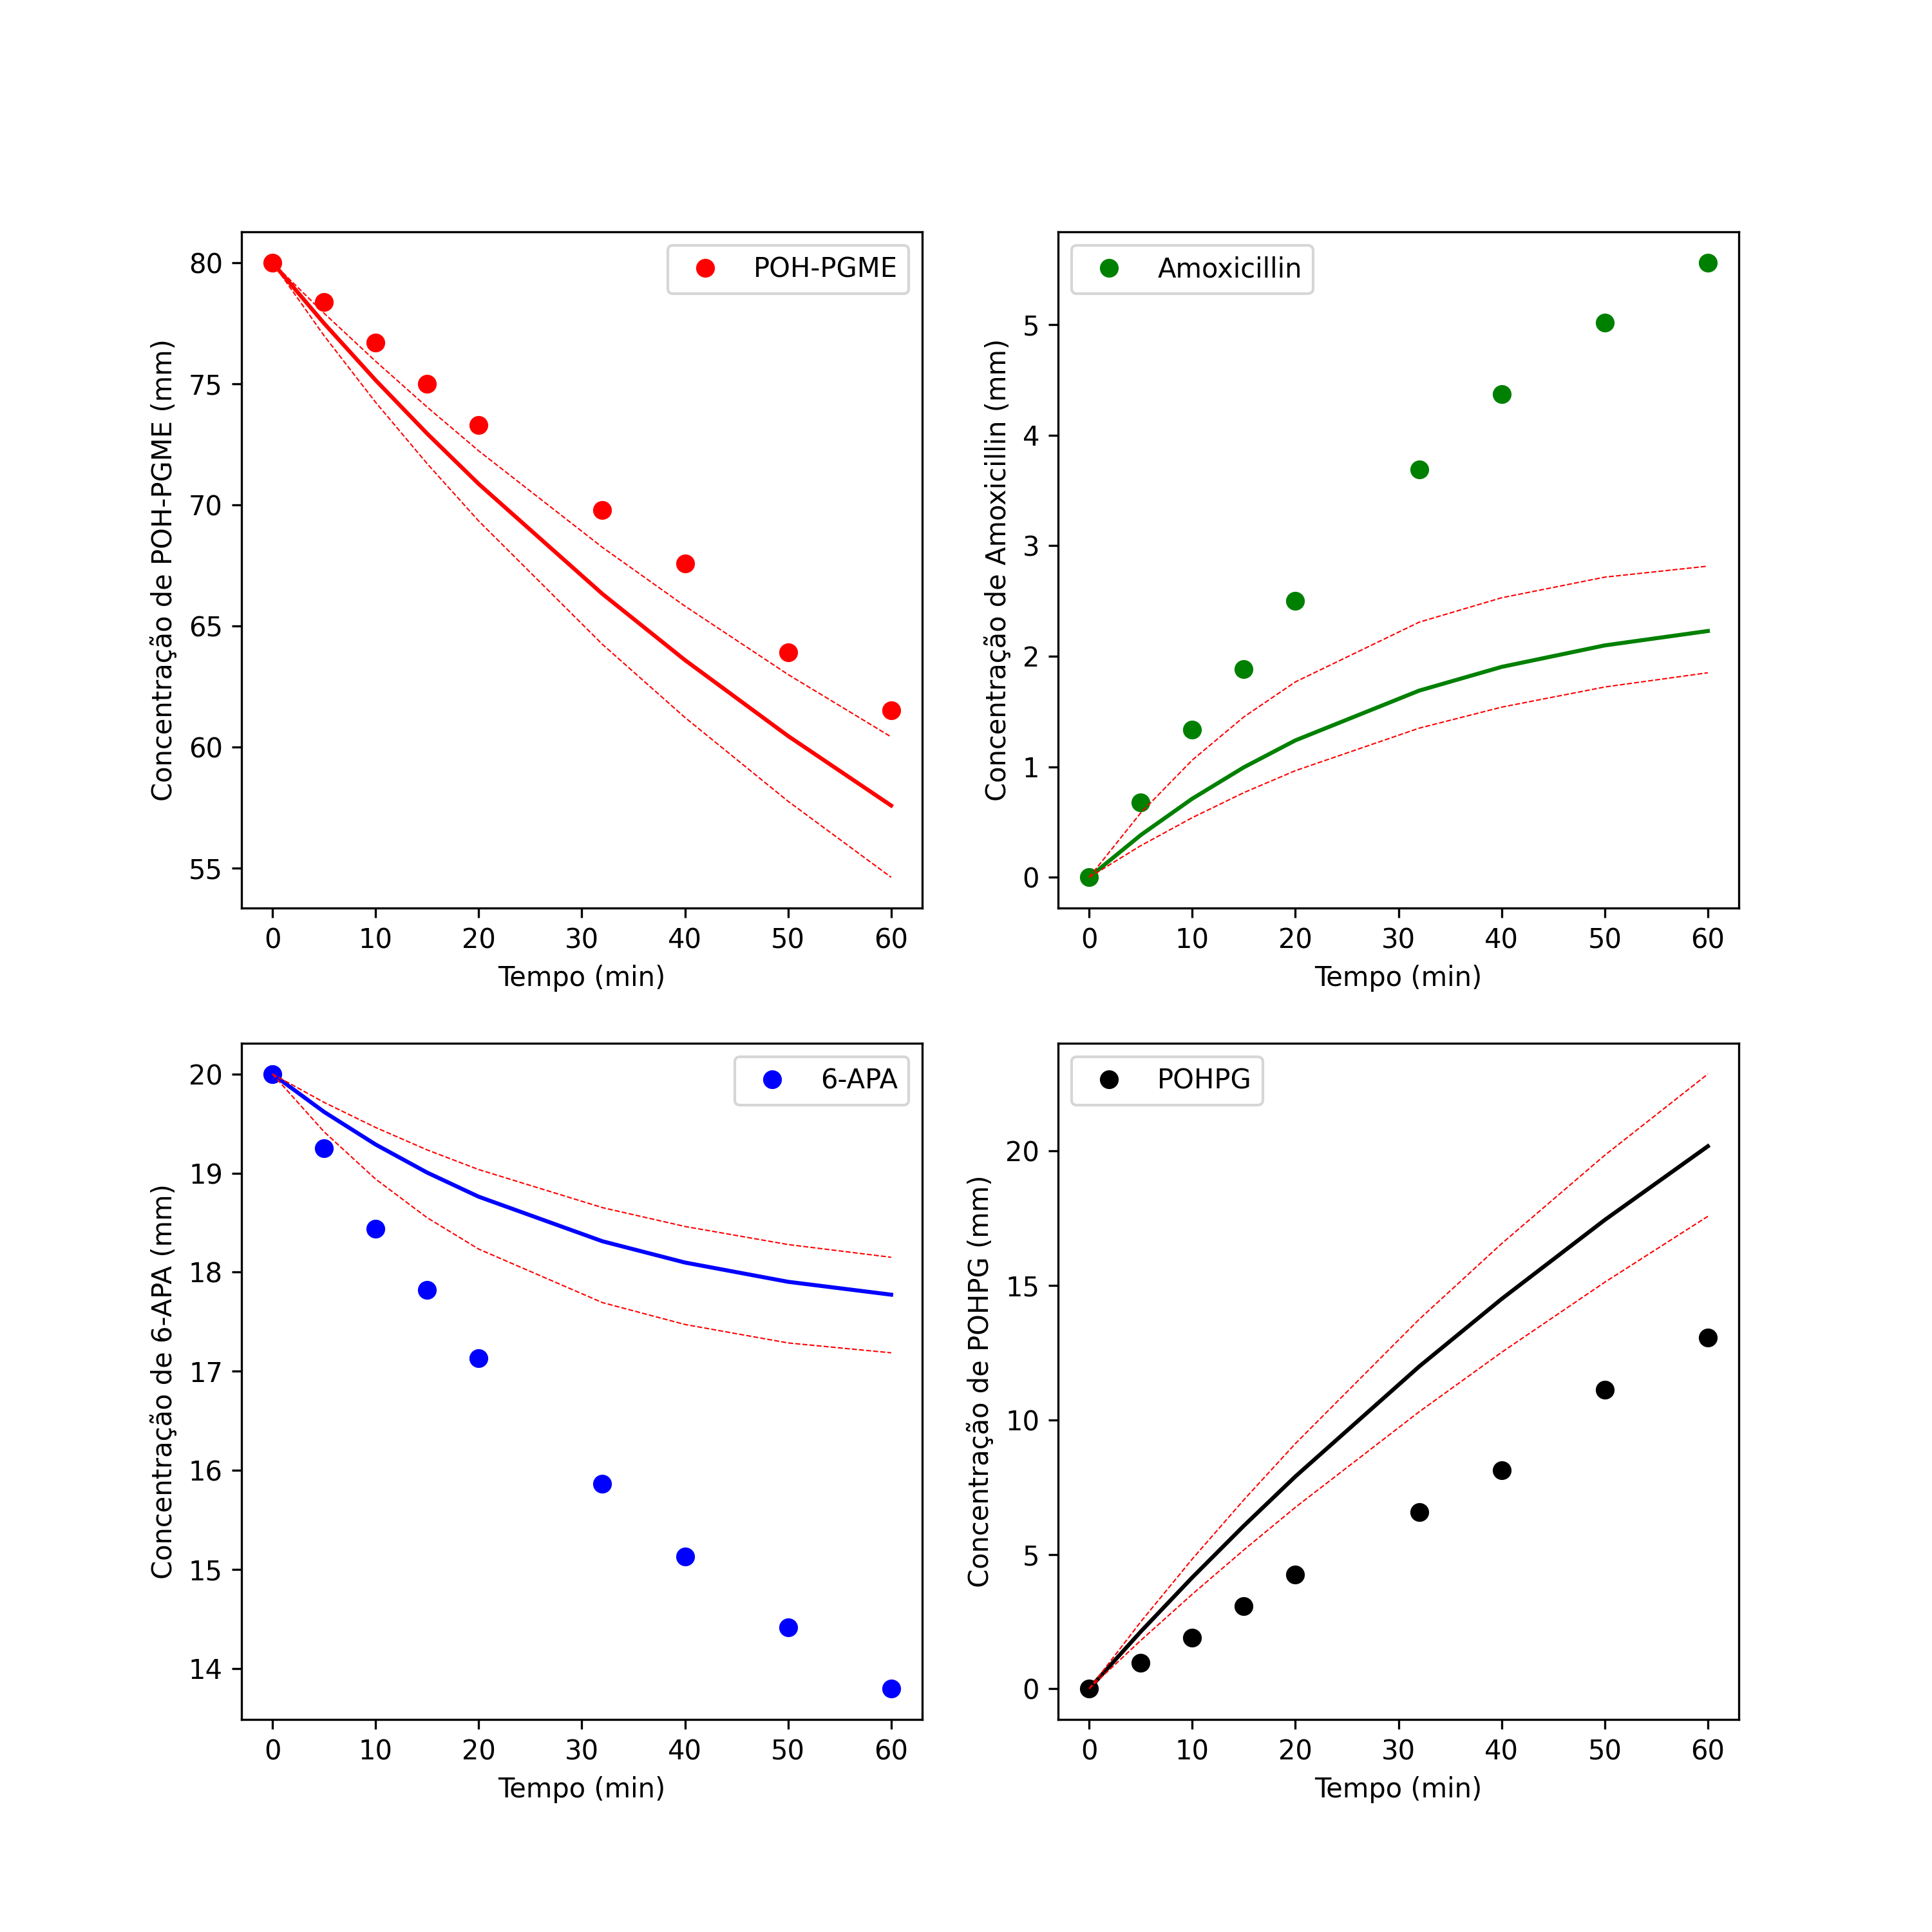 POH-PGME
Concentração de POH-PGME (mm)
80
75
70
65
60
55
0 10 20 30 40 50 60
Tempo (min)
Amoxicillin
Concentração de Amoxicillin (mm)
5
4
3
2
1
0
0 10 20 30 40 50 60
Tempo (min)
6-APA
Concentração de 6-APA (mm)
20
19
18
17
16
15
14
0 10 20 30 40 50 60
Tempo (min)
POHPG
Concentração de POHPG (mm)
20
15
10
5
0
0 10 20 30 40 50 60
Tempo (min)